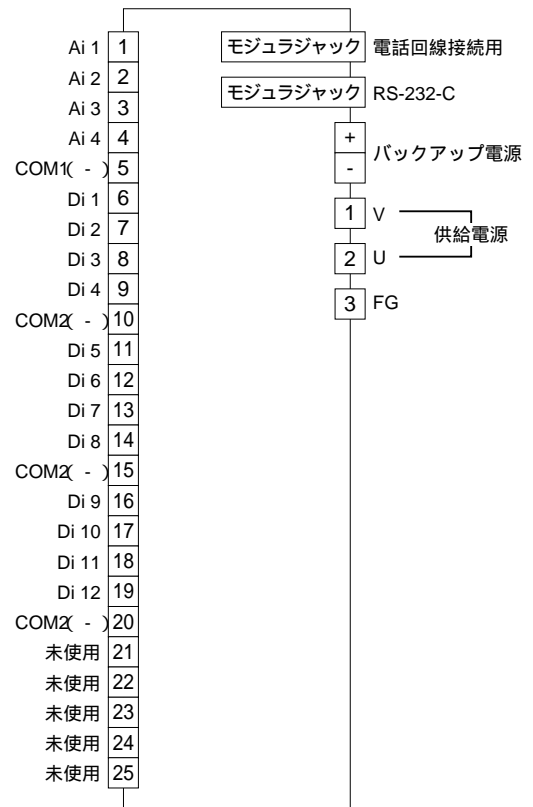 Ai 1 1
Ai 2 2
Ai 3 3
Ai 4 4
COM1( - ) 5
Di 1 6
Di 2 7
Di 3 8
Di 4 9
COM2( - ) 10
Di 5 11
Di 6 12
Di 7 13
Di 8 14
COM2( - ) 15
Di 9 16
Di 10 17
Di 11 18
Di 12 19
COM2( - ) 20
未使用 21
未使用 22
未使用 23
未使用 24
未使用 25
モジュラジャック 電話回線接続用
モジュラジャック RS-232-C
+
バックアップ電源
-
1 V
供給電源
2 U
3 FG